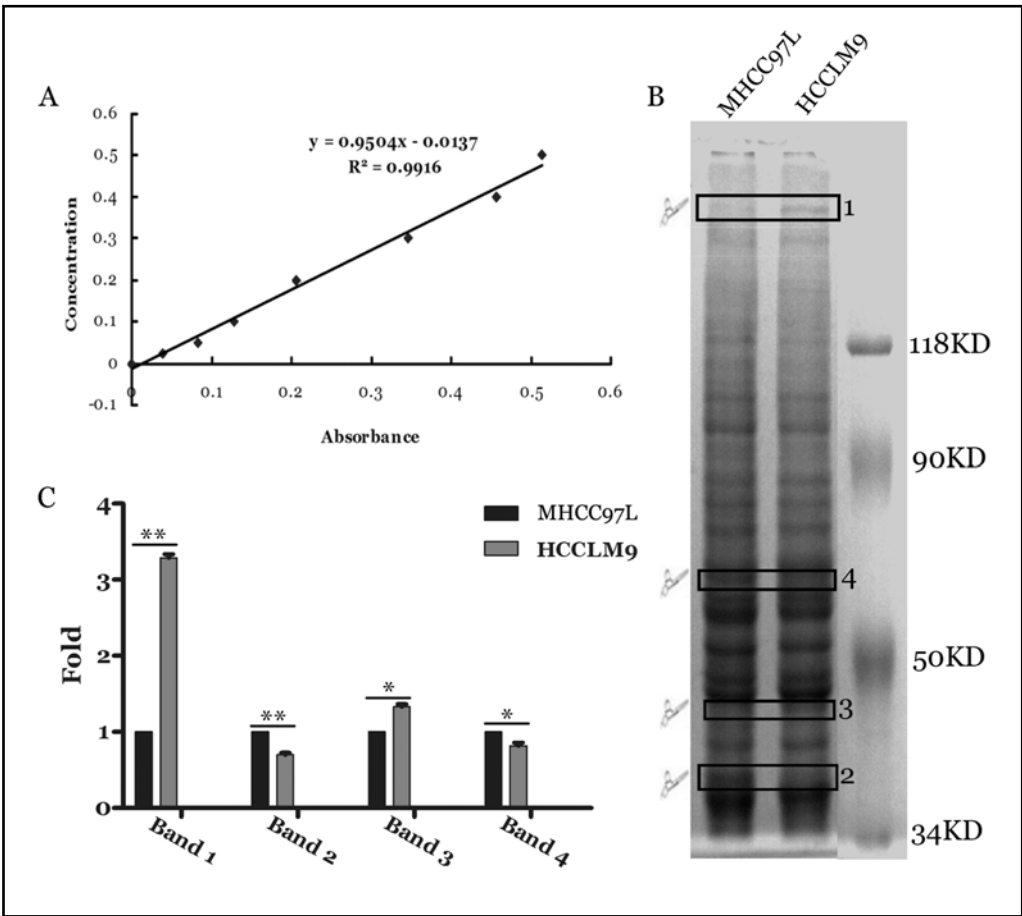 A
0.6
0.5
0.4
0.3
0.2
0.1
0
-0.1
Concentration
y = 0.9504x - 0.0137
R² = 0.9916
0 0.1 0.2 0.3 0.4 0.5 0.6
Absorbance
B
MHCC97L HCCLM9
1
118KD
90KD
4
50KD
3
2
34KD
C
4
3
2
1
0
Fold
** ** * *
MHCC97L
HCCLM9
Band 1 Band 2 Band 3 Band 4